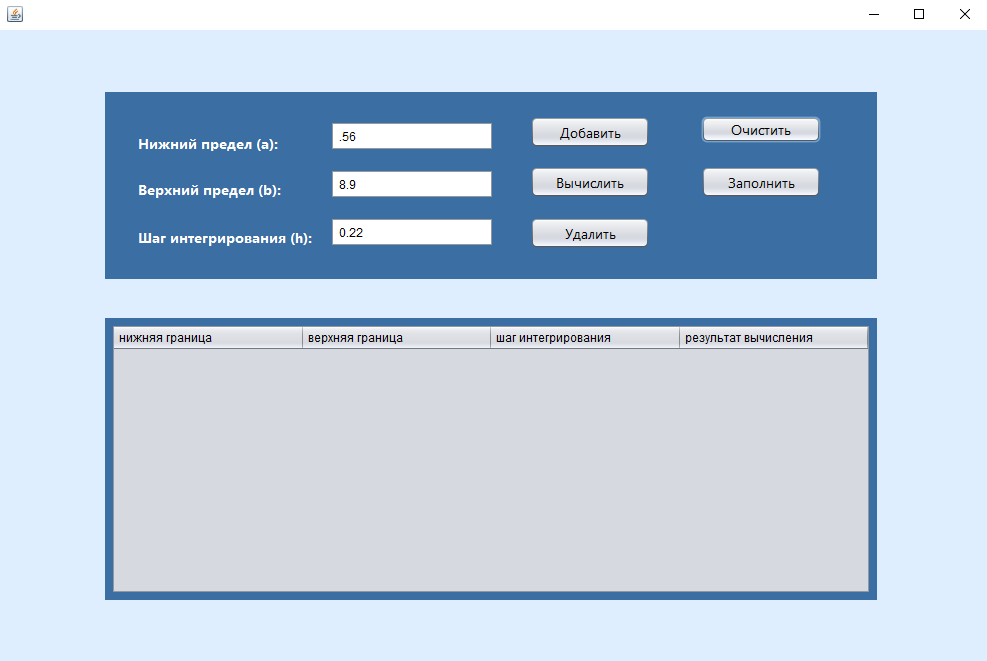 Нижний предел (a): .56 Добавить Очистить
Верхний предел (b): 8.9 Вычислить Заполнить
Шаг интегрирования (h): 0.22 Удалить
нижняя граница верхняя граница шаг интегрирования результат вычисления